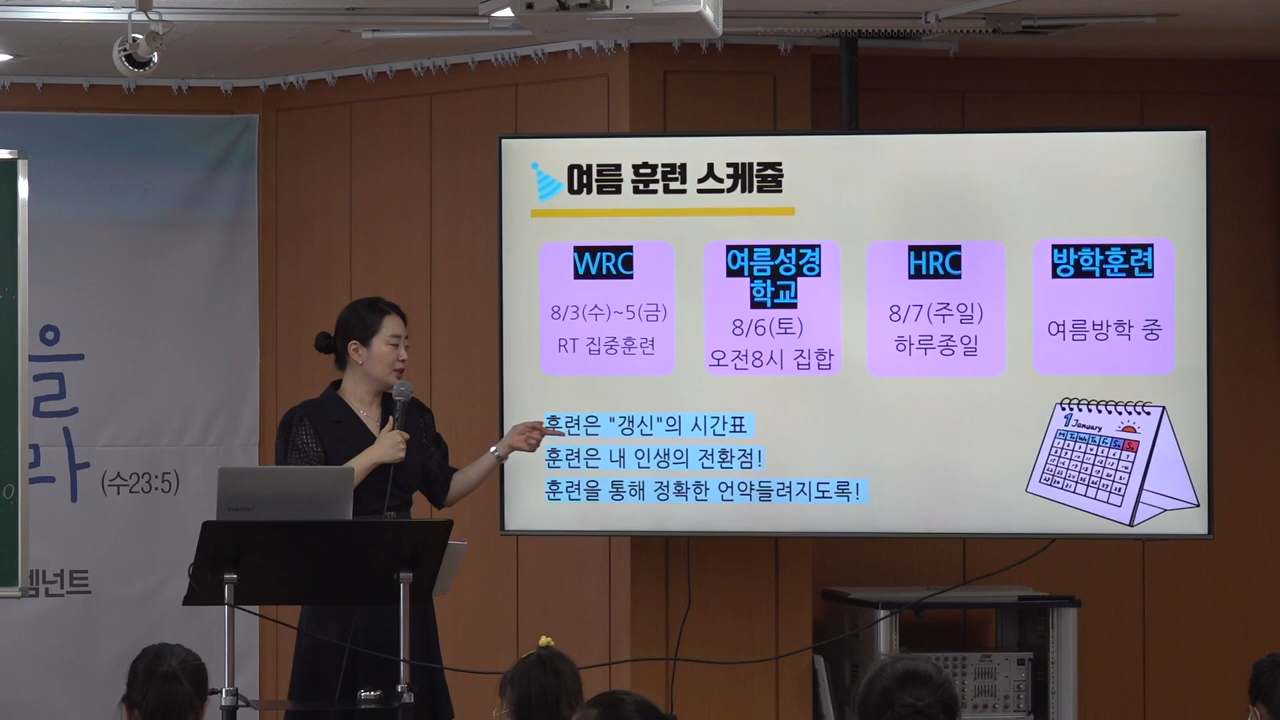 여름 훈련 스케쥴
WRC
8/3(수)~5(금)
RT 집중훈련
여름성경
학교
8/6(토)
오전8시 집합
HRC
8/7(주일)
하루종일
방학훈련
여름방학 중
훈련은 "갱신"의 시간표
훈련은 내 인생의 전환점!
훈련을 통해 정확한 언약들려지도록!
1 January
을
라
(수23:5)
넌트